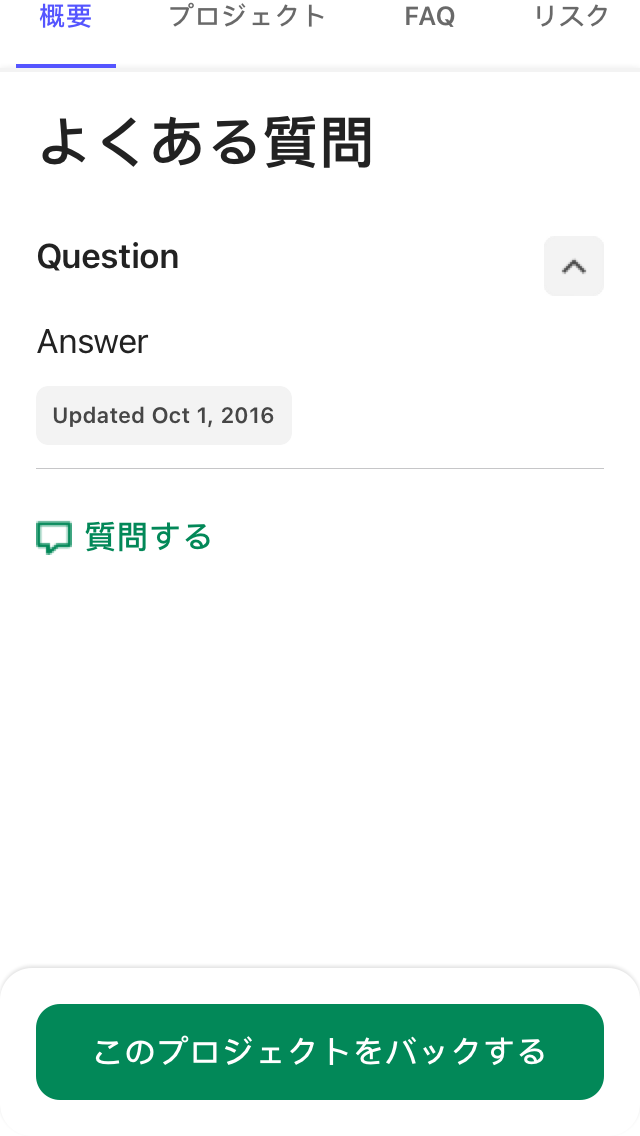 概要 プロジェクト FAQ リスク
よくある質問
Question
Answer
Updated Oct 1, 2016
質問する
このプロジェクトをバックする